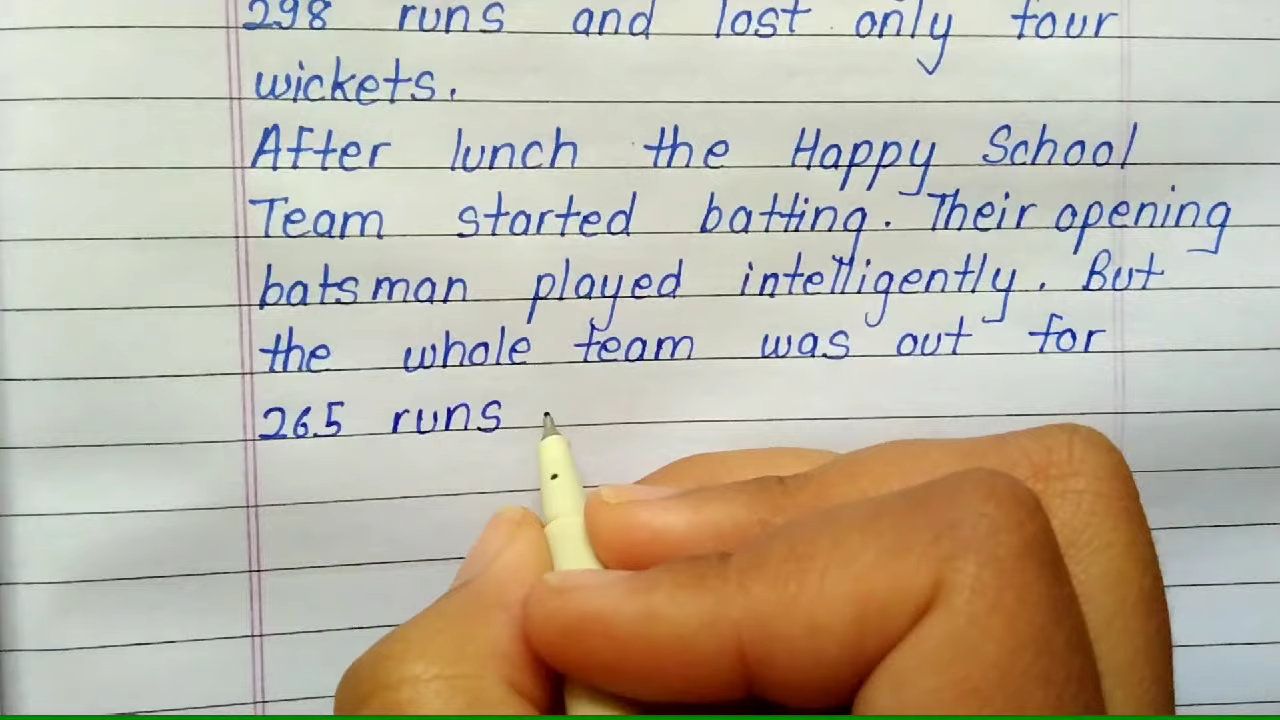 298 runs and lost only four
wickets.
After lunch the Happy School
Team started batting. Their opening
batsman played intelligently. But
the whole team was out for
265 runs